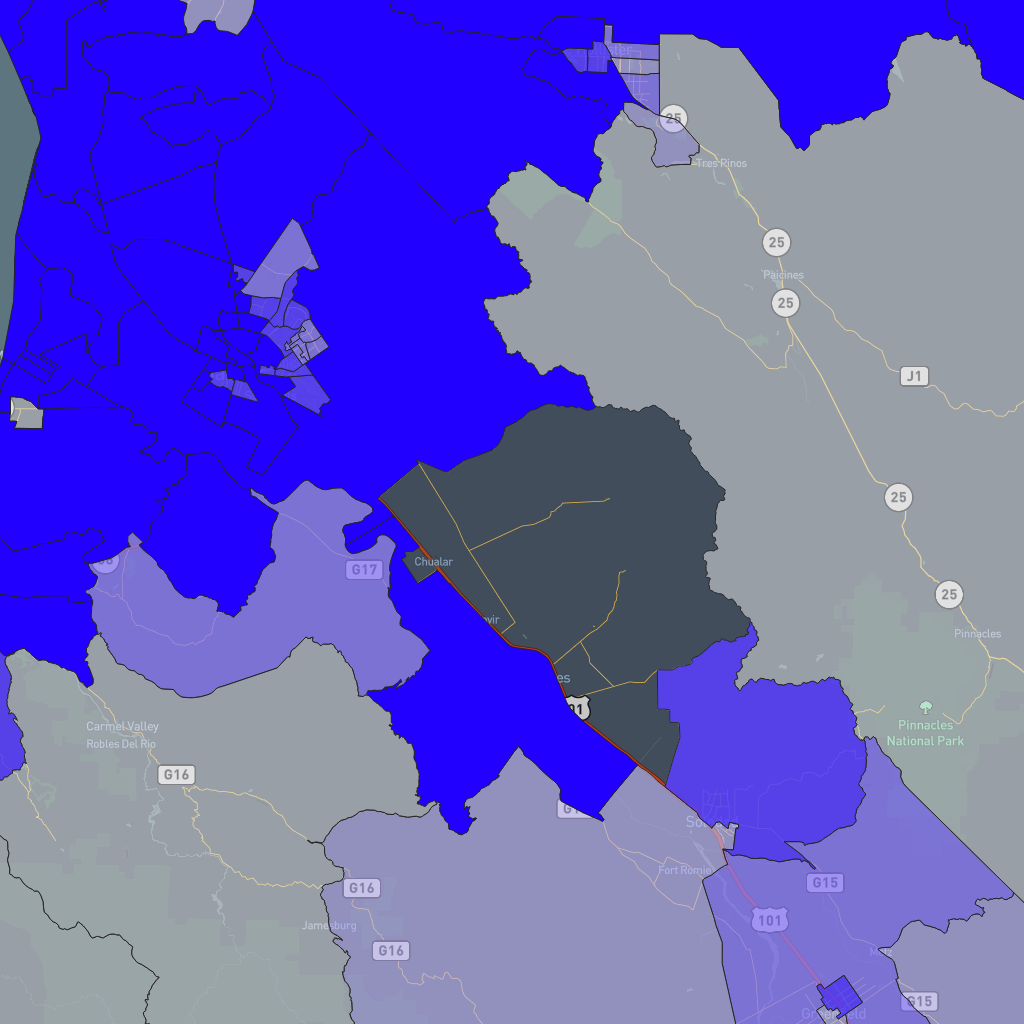 25
Tres Pinos
25
Paicines
25
J1
25
Chualar
G17
25
Pinnacles
Carmel Valley
Robles Del Rio
Pinnacles
National Park
G16
Fort Romie
G15
G16
101
Jamesburg
G16
G15